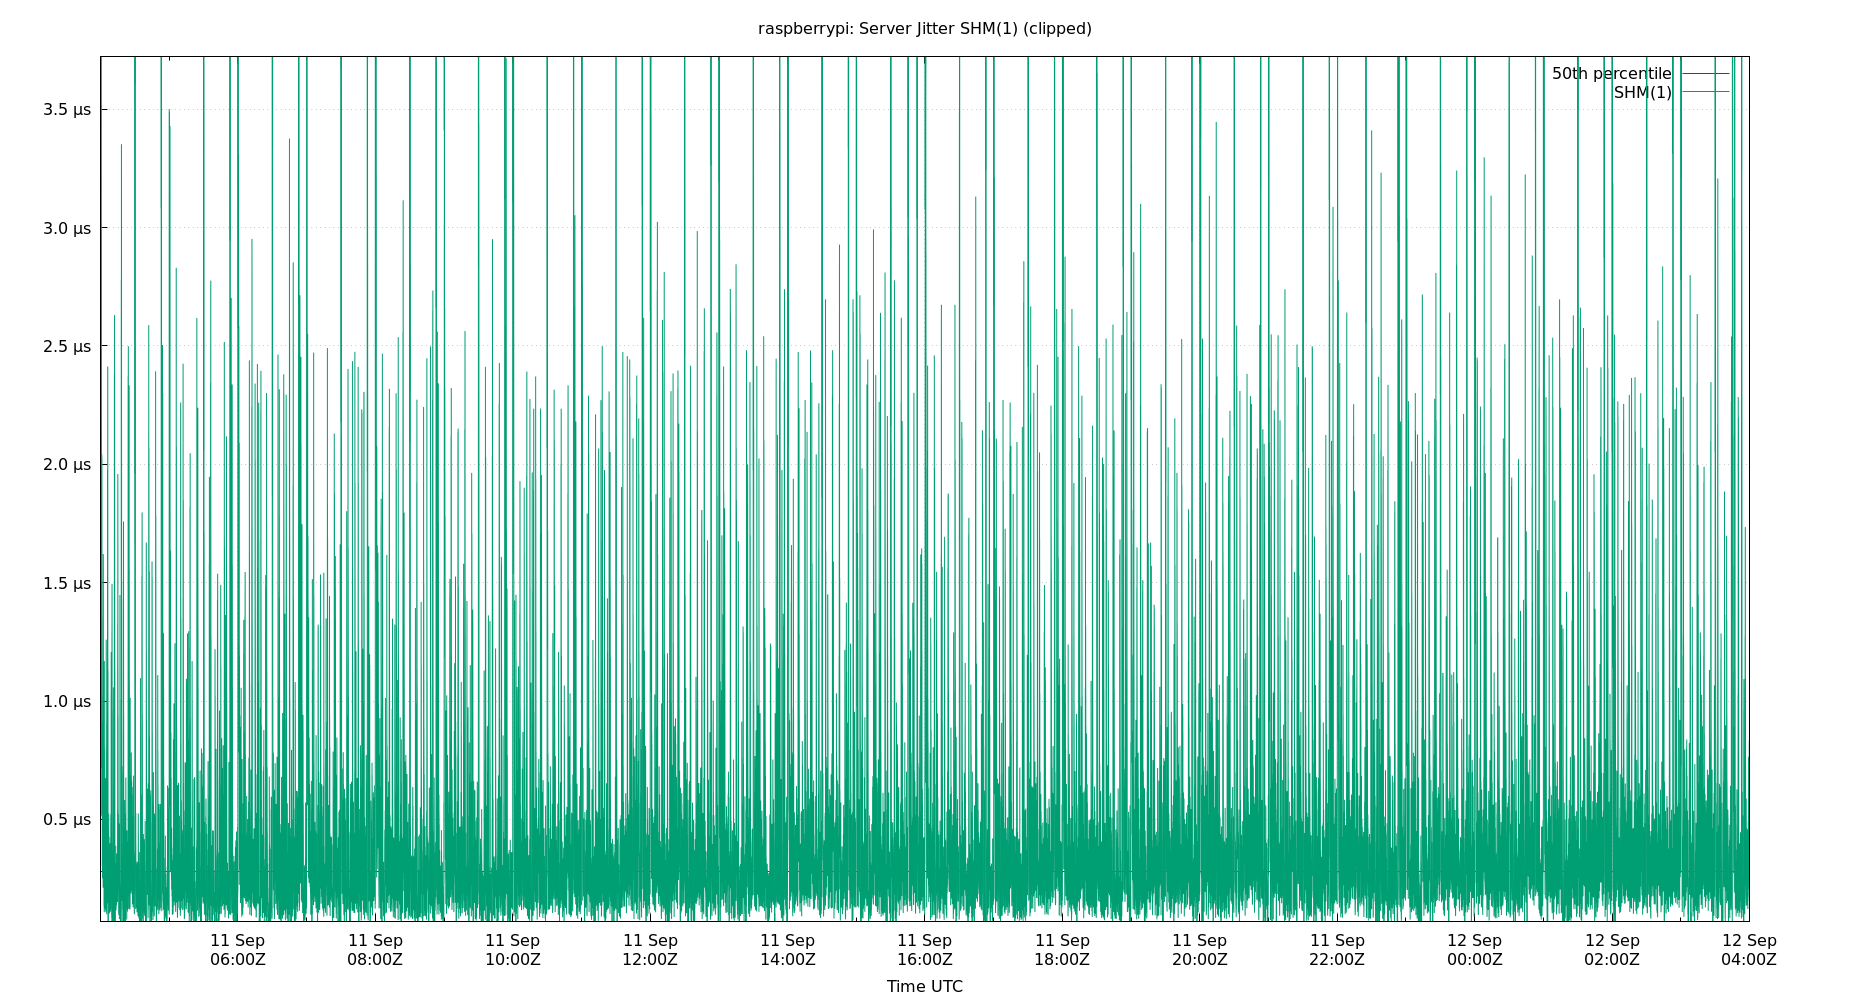 raspberrypi: Server Jitter SHM(1) (clipped)
50th percentile
SHM(1)
3.5 µs
3.0 µs
2.5 µs
2.0 µs
1.5 µs
1.0 µs
0.5 µs
11 Sep 11 Sep 11 Sep 11 Sep 11 Sep 11 Sep 11 Sep 11 Sep 11 Sep 12 Sep 12 Sep 12 Sep
06:00Z 08:00Z 10:00Z 12:00Z 14:00Z 16:00Z 18:00Z 20:00Z 22:00Z 00:00Z 02:00Z 04:00Z
Time UTC